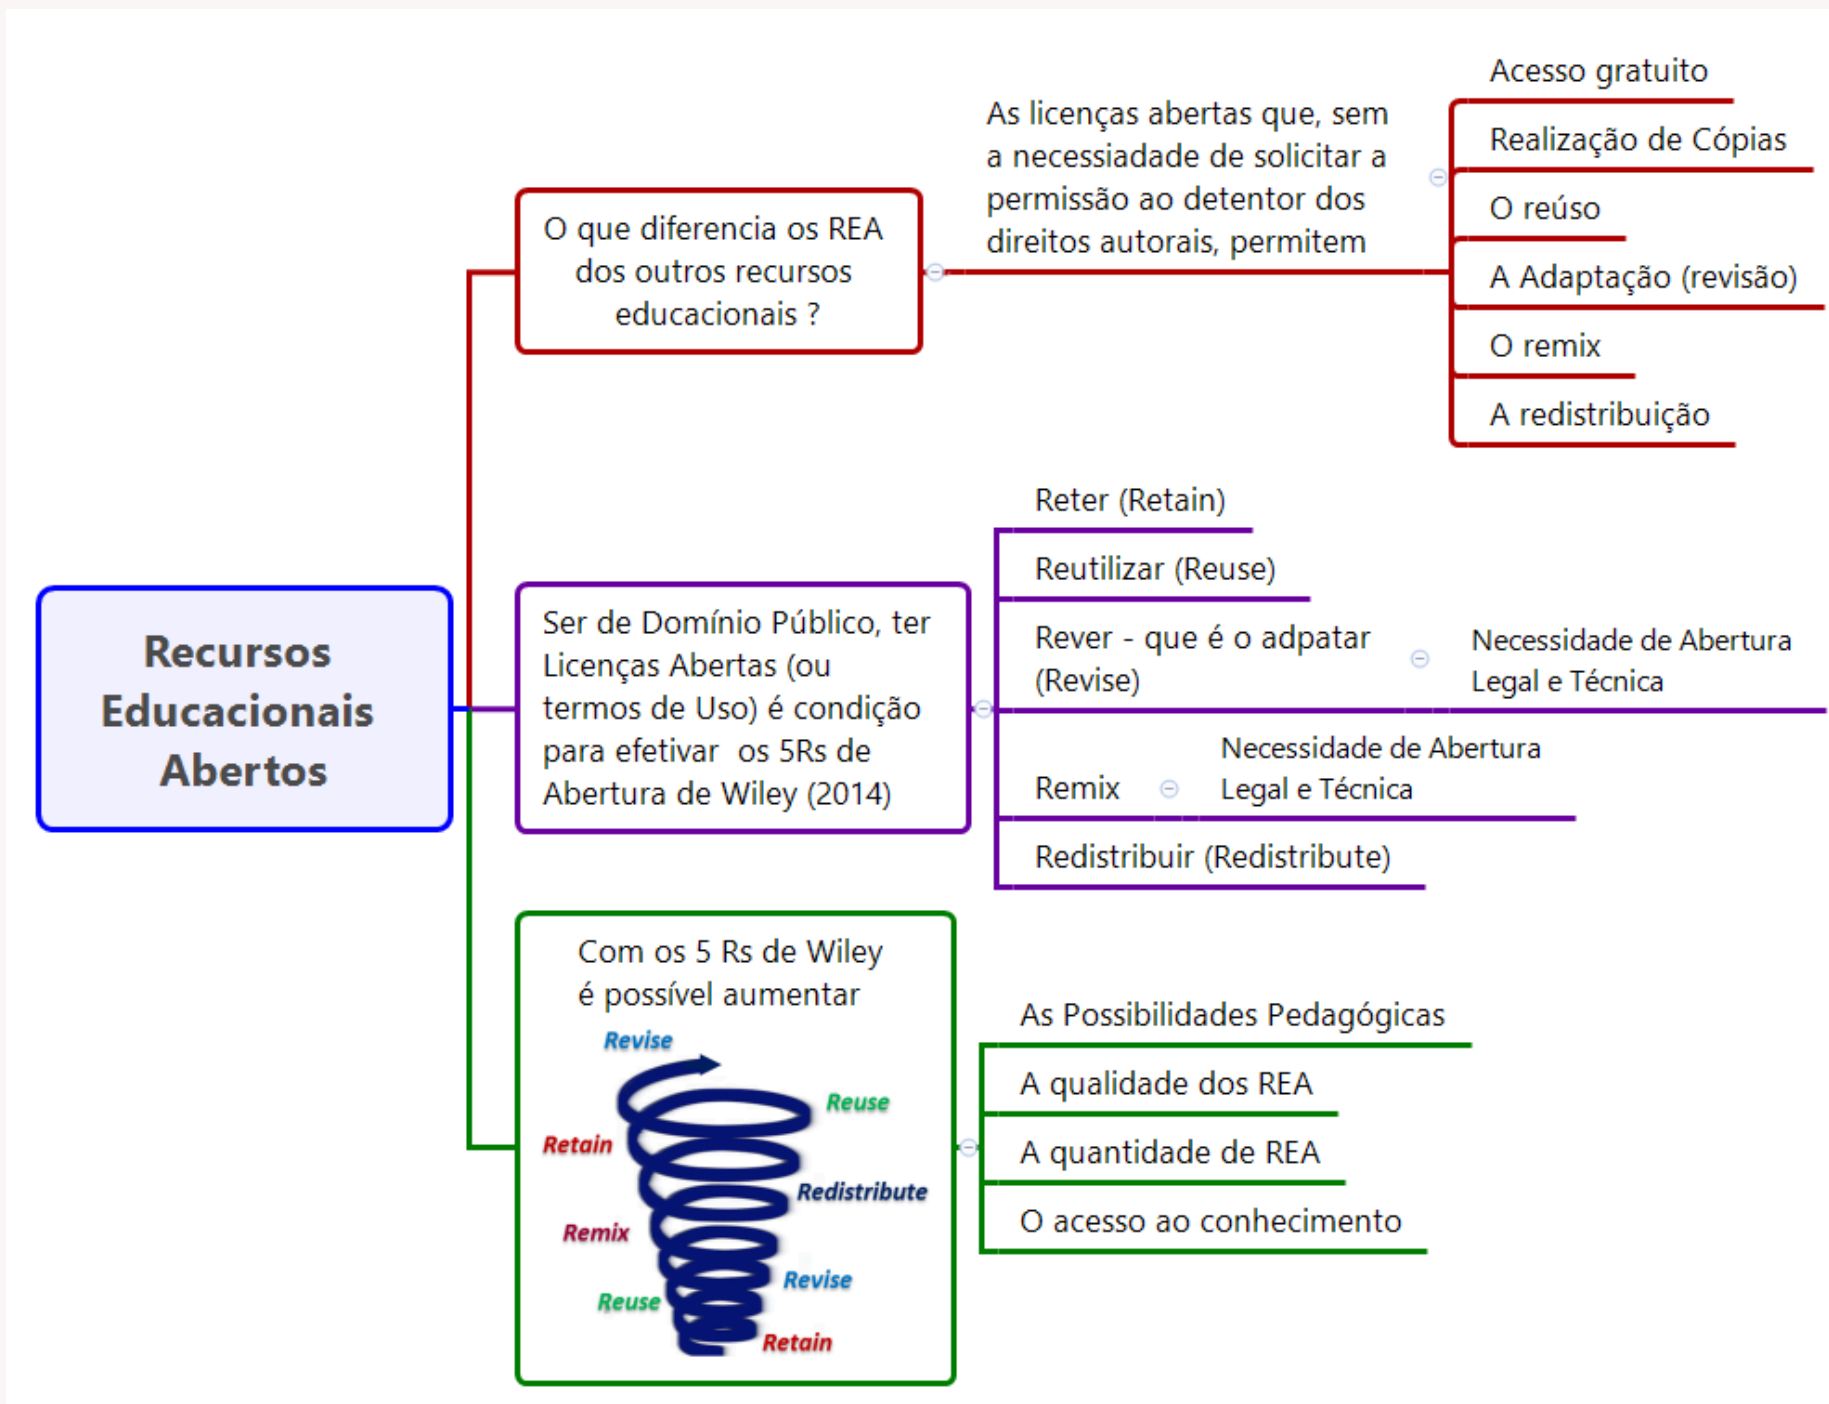 Recursos
Educacionais
Abertos
O que diferencia os REA
dos outros recursos
educacionais ?
As licenças abertas que, sem
a necessiadade de solicitar a
permissão ao detentor dos
direitos autorais, permitem
Acesso gratuito
Realização de Cópias
O reúso
A Adaptação (revisão)
O remix
A redistribuição
Ser de Domínio Público, ter
Licenças Abertas (ou
termos de Uso) é condição
para efetivar os 5Rs de
Abertura de Wiley (2014)
Reter (Retain)
Reutilizar (Reuse)
Rever - que é o adpatar
(Revise)
Necessidade de Abertura
Legal e Técnica
Remix
Necessidade de Abertura
Legal e Técnica
Redistribuir (Redistribute)
Com os 5 Rs de Wiley
é possível aumentar
Revise
Reuse
Retain
Redistribute
Remix
Revise
Reuse
Retain
As Possibilidades Pedagógicas
A qualidade dos REA
A quantidade de REA
O acesso ao conhecimento